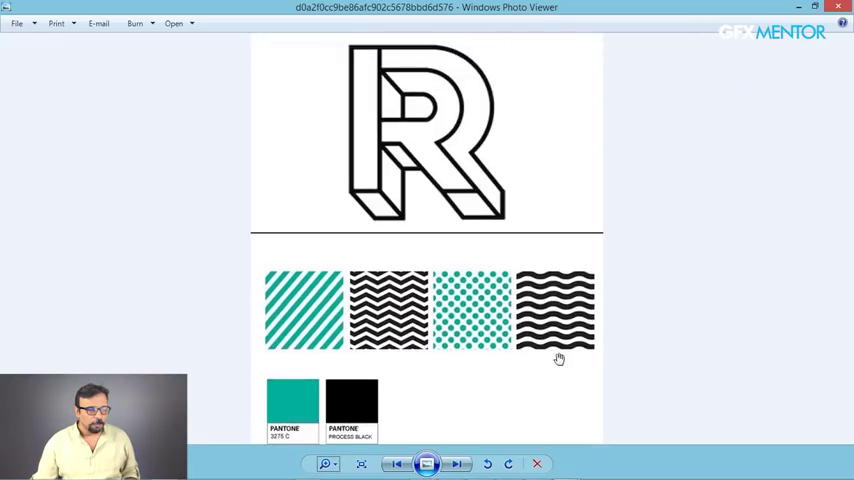 d0a2f0cc9be86afc902c5678bbd6d576 - Windows Photo Viewer
File Print E-mail Burn Open
GFXMENTOR
R
PANTONE
3275 C
PANTONE
PROCESS BLACK